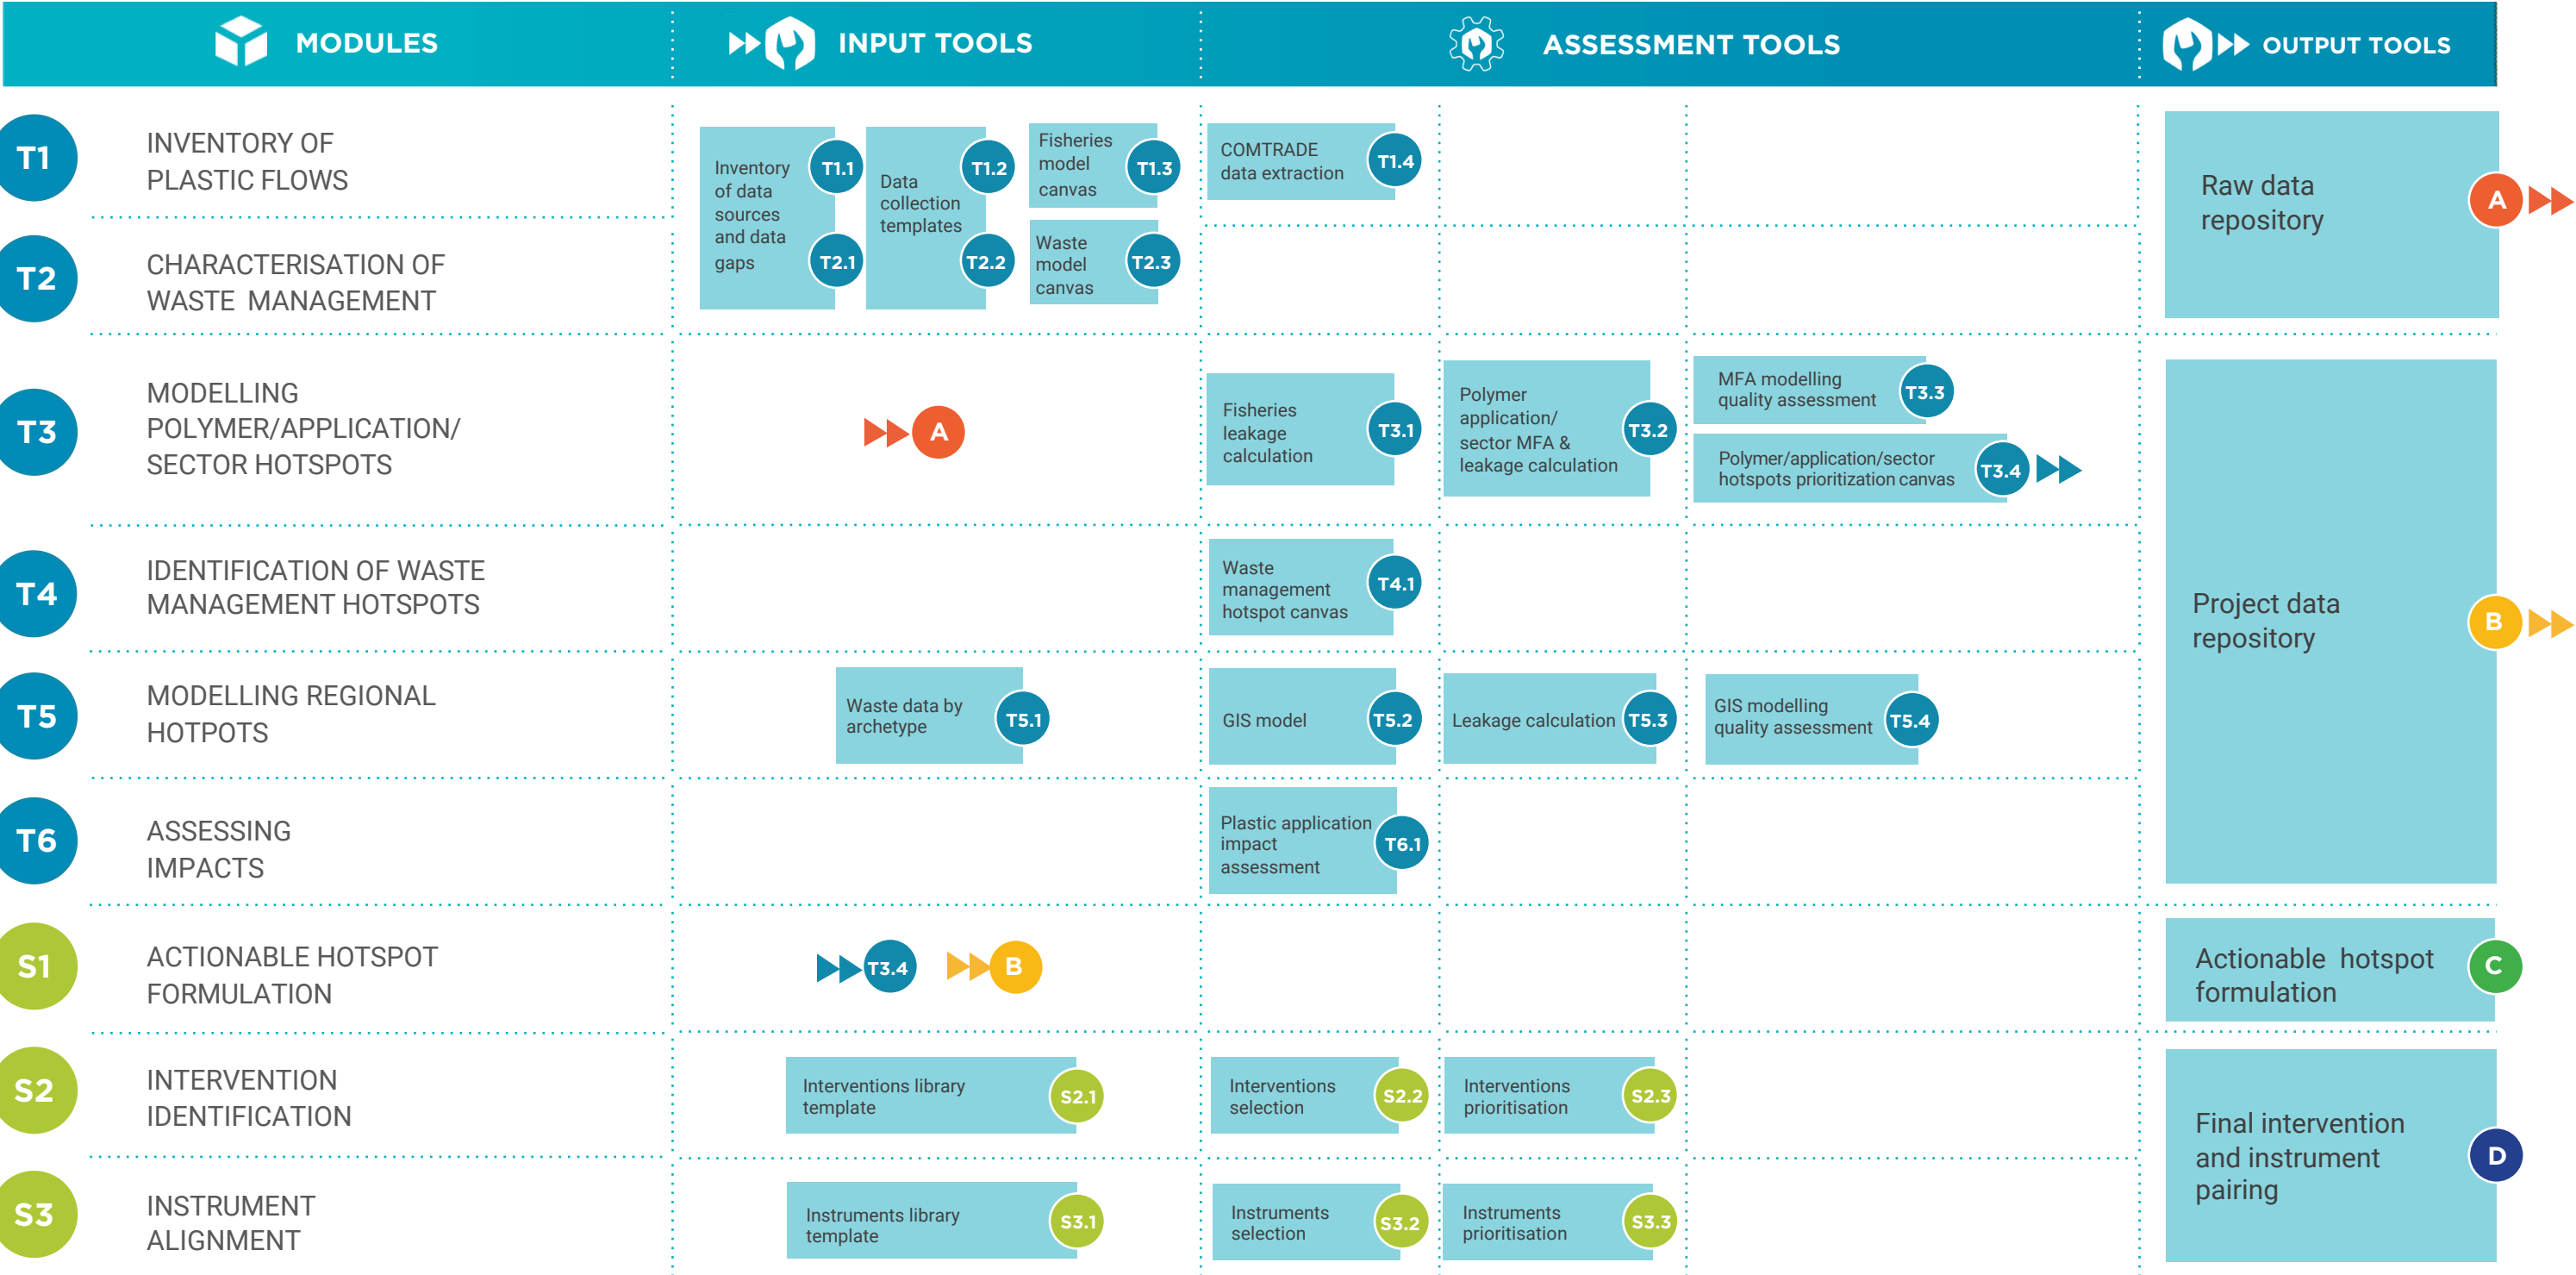 MODULES
INPUT TOOLS
ASSESSMENT TOOLS
OUTPUT TOOLS
T1
INVENTORY OF
PLASTIC FLOWS
Inventory
of data
sources
and data
gaps
T1.1
T2.1
Data
collection
templates
T1.2
T2.2
Fisheries
model
canvas
T1.3
Waste
model
canvas
T2.3
COMTRADE
data extraction
T1.4
Raw data
repository
A
T2
CHARACTERISATION OF
WASTE MANAGEMENT
T3
MODELLING
POLYMER/APPLICATION/
SECTOR HOTSPOTS
A
Fisheries
leakage
calculation
T3.1
Polymer
application/
sector MFA &
leakage calculation
T3.2
MFA modelling
quality assessment
T3.3
Polymer/application/sector
hotspots prioritization canvas
T3.4
Project data
repository
B
T4
IDENTIFICATION OF WASTE
MANAGEMENT HOTSPOTS
Waste
management
hotspot canvas
T4.1
T5
MODELLING REGIONAL
HOTPOTS
Waste data by
archetype
T5.1
GIS model
T5.2
Leakage calculation
T5.3
GIS modelling
quality assessment
T5.4
T6
ASSESSING
IMPACTS
Plastic application
impact
assessment
T6.1
S1
ACTIONABLE HOTSPOT
FORMULATION
T3.4
B
Actionable hotspot
formulation
C
S2
INTERVENTION
IDENTIFICATION
Interventions library
template
S2.1
Interventions
selection
S2.2
Interventions
prioritisation
S2.3
Final intervention
and instrument
pairing
D
S3
INSTRUMENT
ALIGNMENT
Instruments library
template
S3.1
Instruments
selection
S3.2
Instruments
prioritisation
S3.3